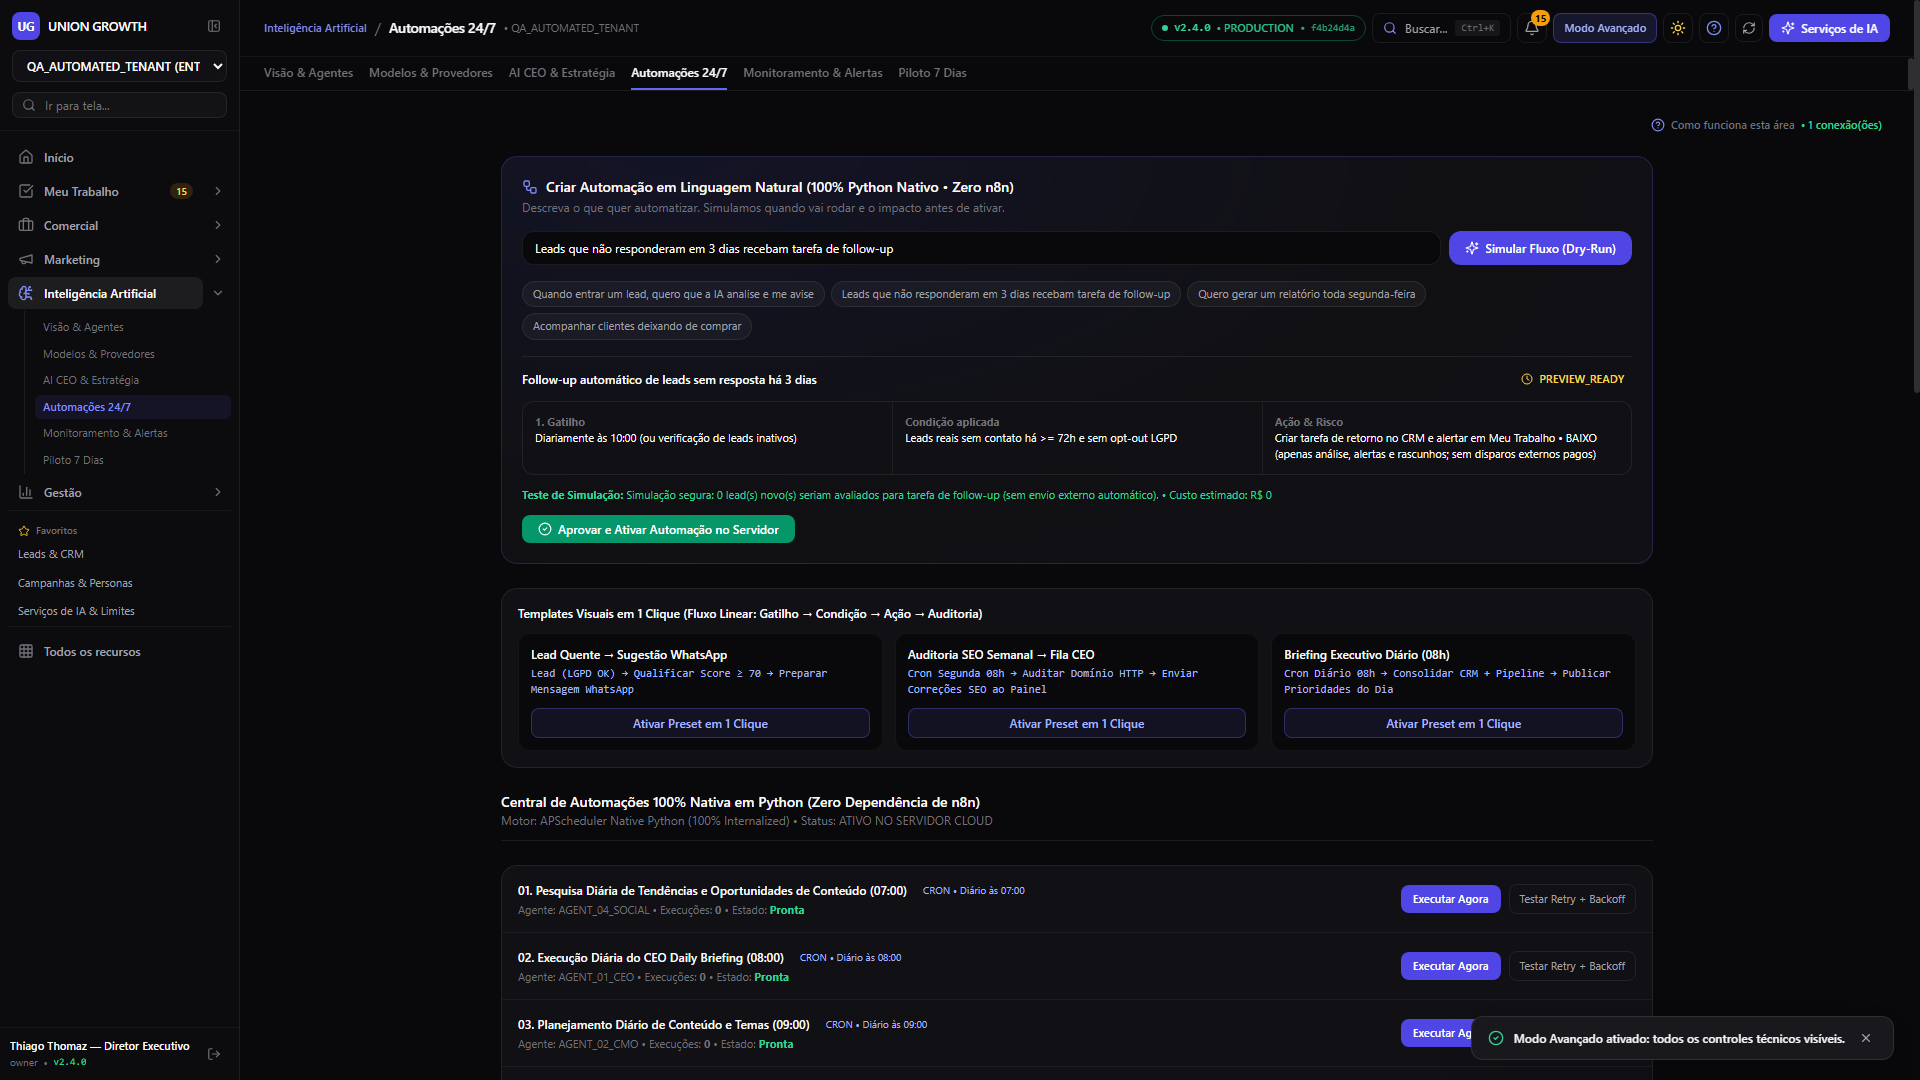 UG UNION GROWTH
QA_AUTOMATED_TENANT (ENT
Ir para tela...
Início
Meu Trabalho 15
Comercial
Marketing
Inteligência Artificial
Visão & Agentes
Modelos & Provedores
AI CEO & Estratégia
Automações 24/7
Monitoramento & Alertas
Piloto 7 Dias
Gestão
Favoritos
Leads & CRM
Campanhas & Personas
Serviços de IA & Limites
Todos os recursos
Thiago Thomaz — Diretor Executivo
owner • v2.4.0
Inteligência Artificial / Automações 24/7 • QA_AUTOMATED_TENANT
v2.4.0 • PRODUCTION • f4b24d4a
Buscar... Ctrl+K
15
Modo Avançado
Serviços de IA
Visão & Agentes Modelos & Provedores AI CEO & Estratégia Automações 24/7 Monitoramento & Alertas Piloto 7 Dias
Como funciona esta área • 1 conexão(ões)
Criar Automação em Linguagem Natural (100% Python Nativo • Zero n8n)
Descreva o que quer automatizar. Simulamos quando vai rodar e o impacto antes de ativar.
Leads que não responderam em 3 dias recebam tarefa de follow-up
Simular Fluxo (Dry-Run)
Quando entrar um lead, quero que a IA analise e me avise
Leads que não responderam em 3 dias recebam tarefa de follow-up
Quero gerar um relatório toda segunda-feira
Acompanhar clientes deixando de comprar
Follow-up automático de leads sem resposta há 3 dias
PREVIEW_READY
1. Gatilho
Diariamente às 10:00 (ou verificação de leads inativos)
Condição aplicada
Leads reais sem contato há >= 72h e sem opt-out LGPD
Ação & Risco
Criar tarefa de retorno no CRM e alertar em Meu Trabalho • BAIXO
(apenas análise, alertas e rascunhos; sem disparos externos pagos)
Teste de Simulação: Simulação segura: 0 lead(s) novo(s) seriam avaliados para tarefa de follow-up (sem envio externo automático). • Custo estimado: R$ 0
Aprovar e Ativar Automação no Servidor
Templates Visuais em 1 Clique (Fluxo Linear: Gatilho → Condição → Ação → Auditoria)
Lead Quente → Sugestão WhatsApp
Lead (LGPD OK) → Qualificar Score ≥ 70 → Preparar
Mensagem WhatsApp
Ativar Preset em 1 Clique
Auditoria SEO Semanal → Fila CEO
Cron Segunda 08h → Auditar Domínio HTTP → Enviar
Correções SEO ao Painel
Ativar Preset em 1 Clique
Briefing Executivo Diário (08h)
Cron Diário 08h → Consolidar CRM + Pipeline → Publicar
Prioridades do Dia
Ativar Preset em 1 Clique
Central de Automações 100% Nativa em Python (Zero Dependência de n8n)
Motor: APScheduler Native Python (100% Internalized) • Status: ATIVO NO SERVIDOR CLOUD
01. Pesquisa Diária de Tendências e Oportunidades de Conteúdo (07:00) CRON • Diário às 07:00
Agente: AGENT_04_SOCIAL • Execuções: 0 • Estado: Pronta
Executar Agora Testar Retry + Backoff
02. Execução Diária do CEO Daily Briefing (08:00) CRON • Diário às 08:00
Agente: AGENT_01_CEO • Execuções: 0 • Estado: Pronta
Executar Agora Testar Retry + Backoff
03. Planejamento Diário de Conteúdo e Temas (09:00) CRON • Diário às 09:00
Agente: AGENT_02_CMO • Execuções: 0 • Estado: Pronta
Executar Ag
Modo Avançado ativado: todos os controles técnicos visíveis.